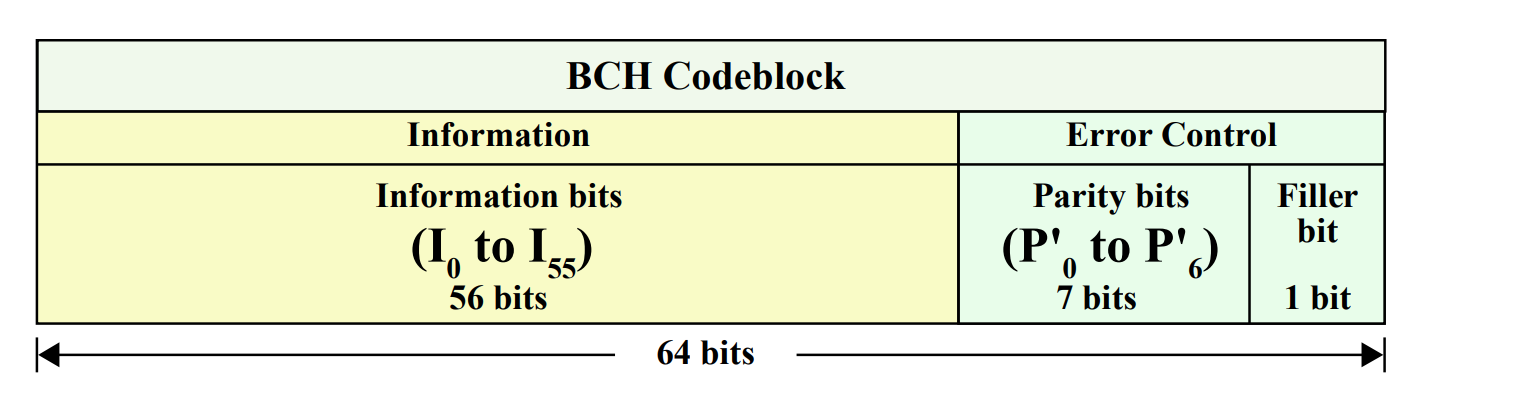 BCH Codeblock
Information
Error Control
Information bits
(I0 to I55)
56 bits
Parity bits
(P'0 to P'6)
7 bits
Filler
bit
1 bit
64 bits